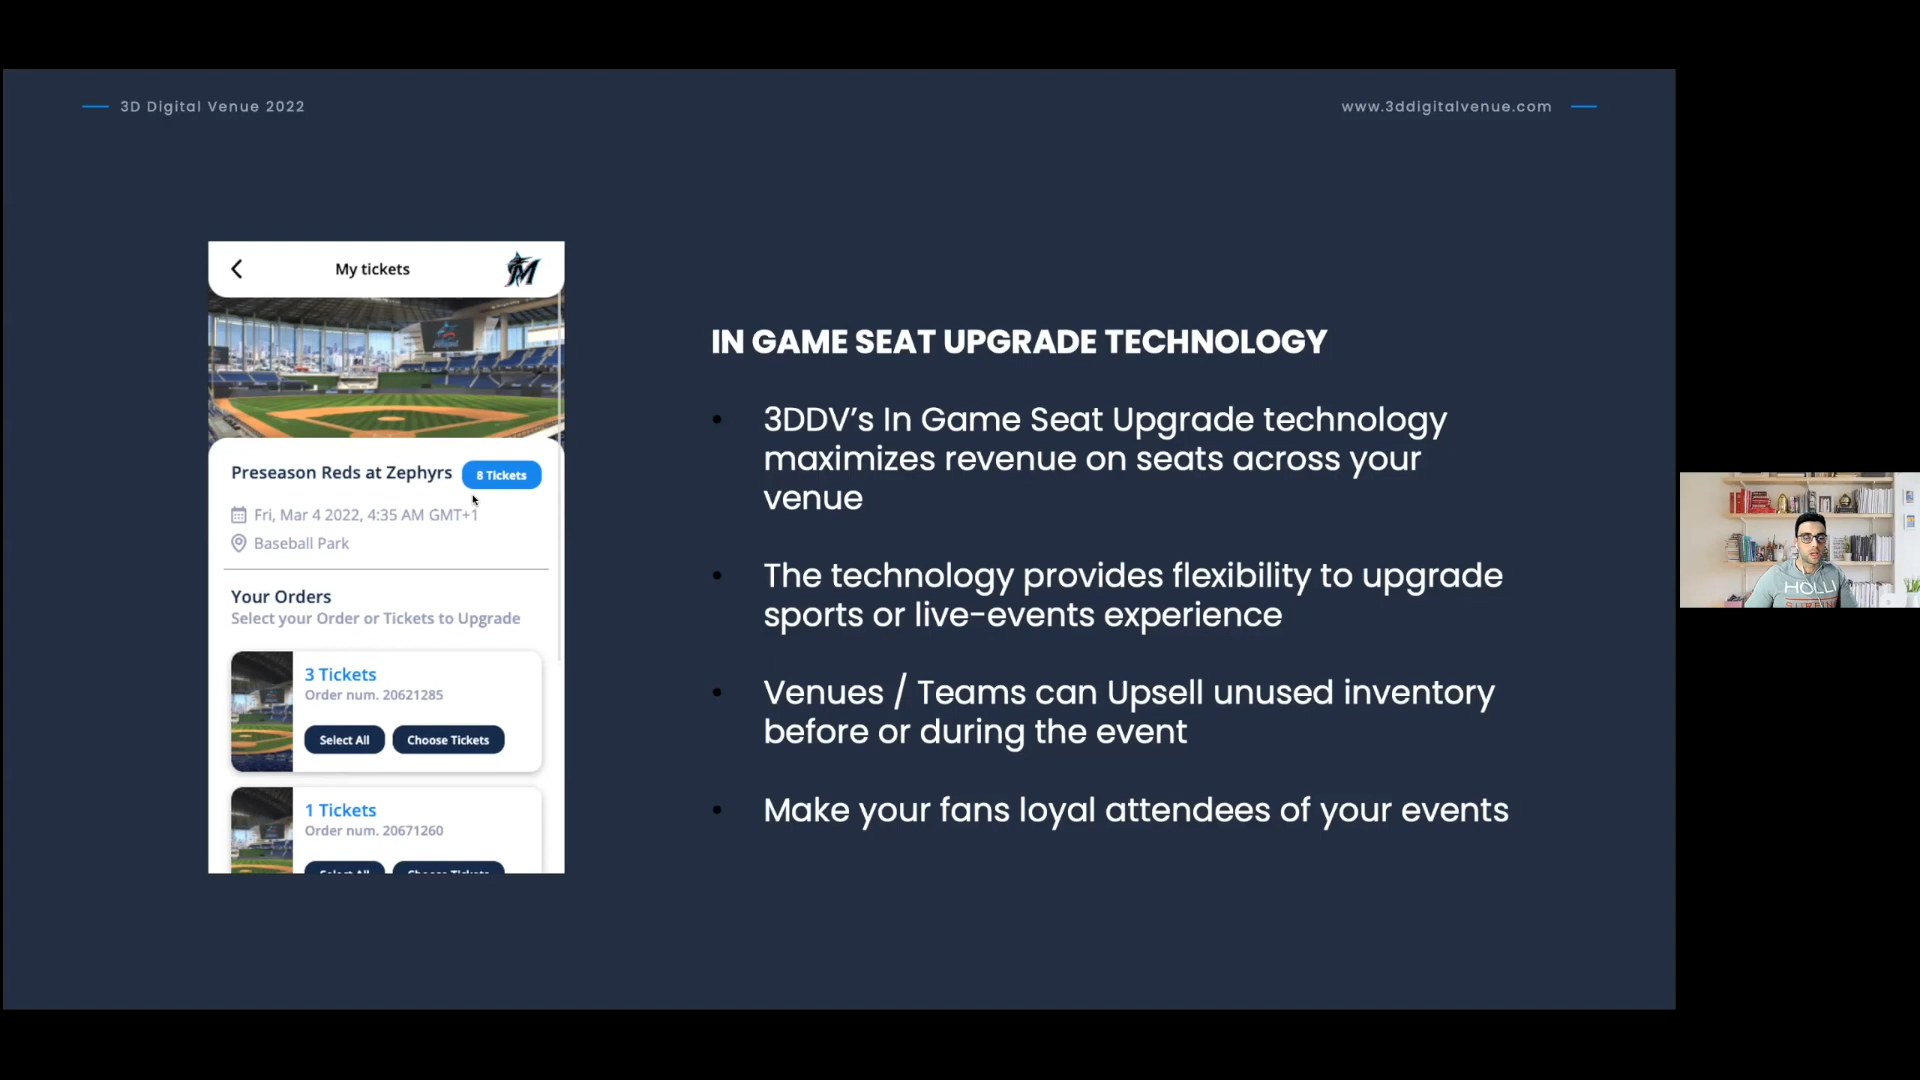 3D Digital Venue 2022
www.3ddigitalvenue.com
My tickets
M
Preseason Reds at Zephyrs
8 Tickets
Fri, Mar 4 2022, 4:35 AM GMT+1
Baseball Park
Your Orders
Select your Order or Tickets to Upgrade
3 Tickets
Order num. 20621285
Select All
Choose Tickets
1 Tickets
Order num. 20671260
Select All
Choose Tickets
IN GAME SEAT UPGRADE TECHNOLOGY
• 3DDV’s In Game Seat Upgrade technology
maximizes revenue on seats across your
venue
• The technology provides flexibility to upgrade
sports or live-events experience
• Venues / Teams can Upsell unused inventory
before or during the event
• Make your fans loyal attendees of your events
HOLLI